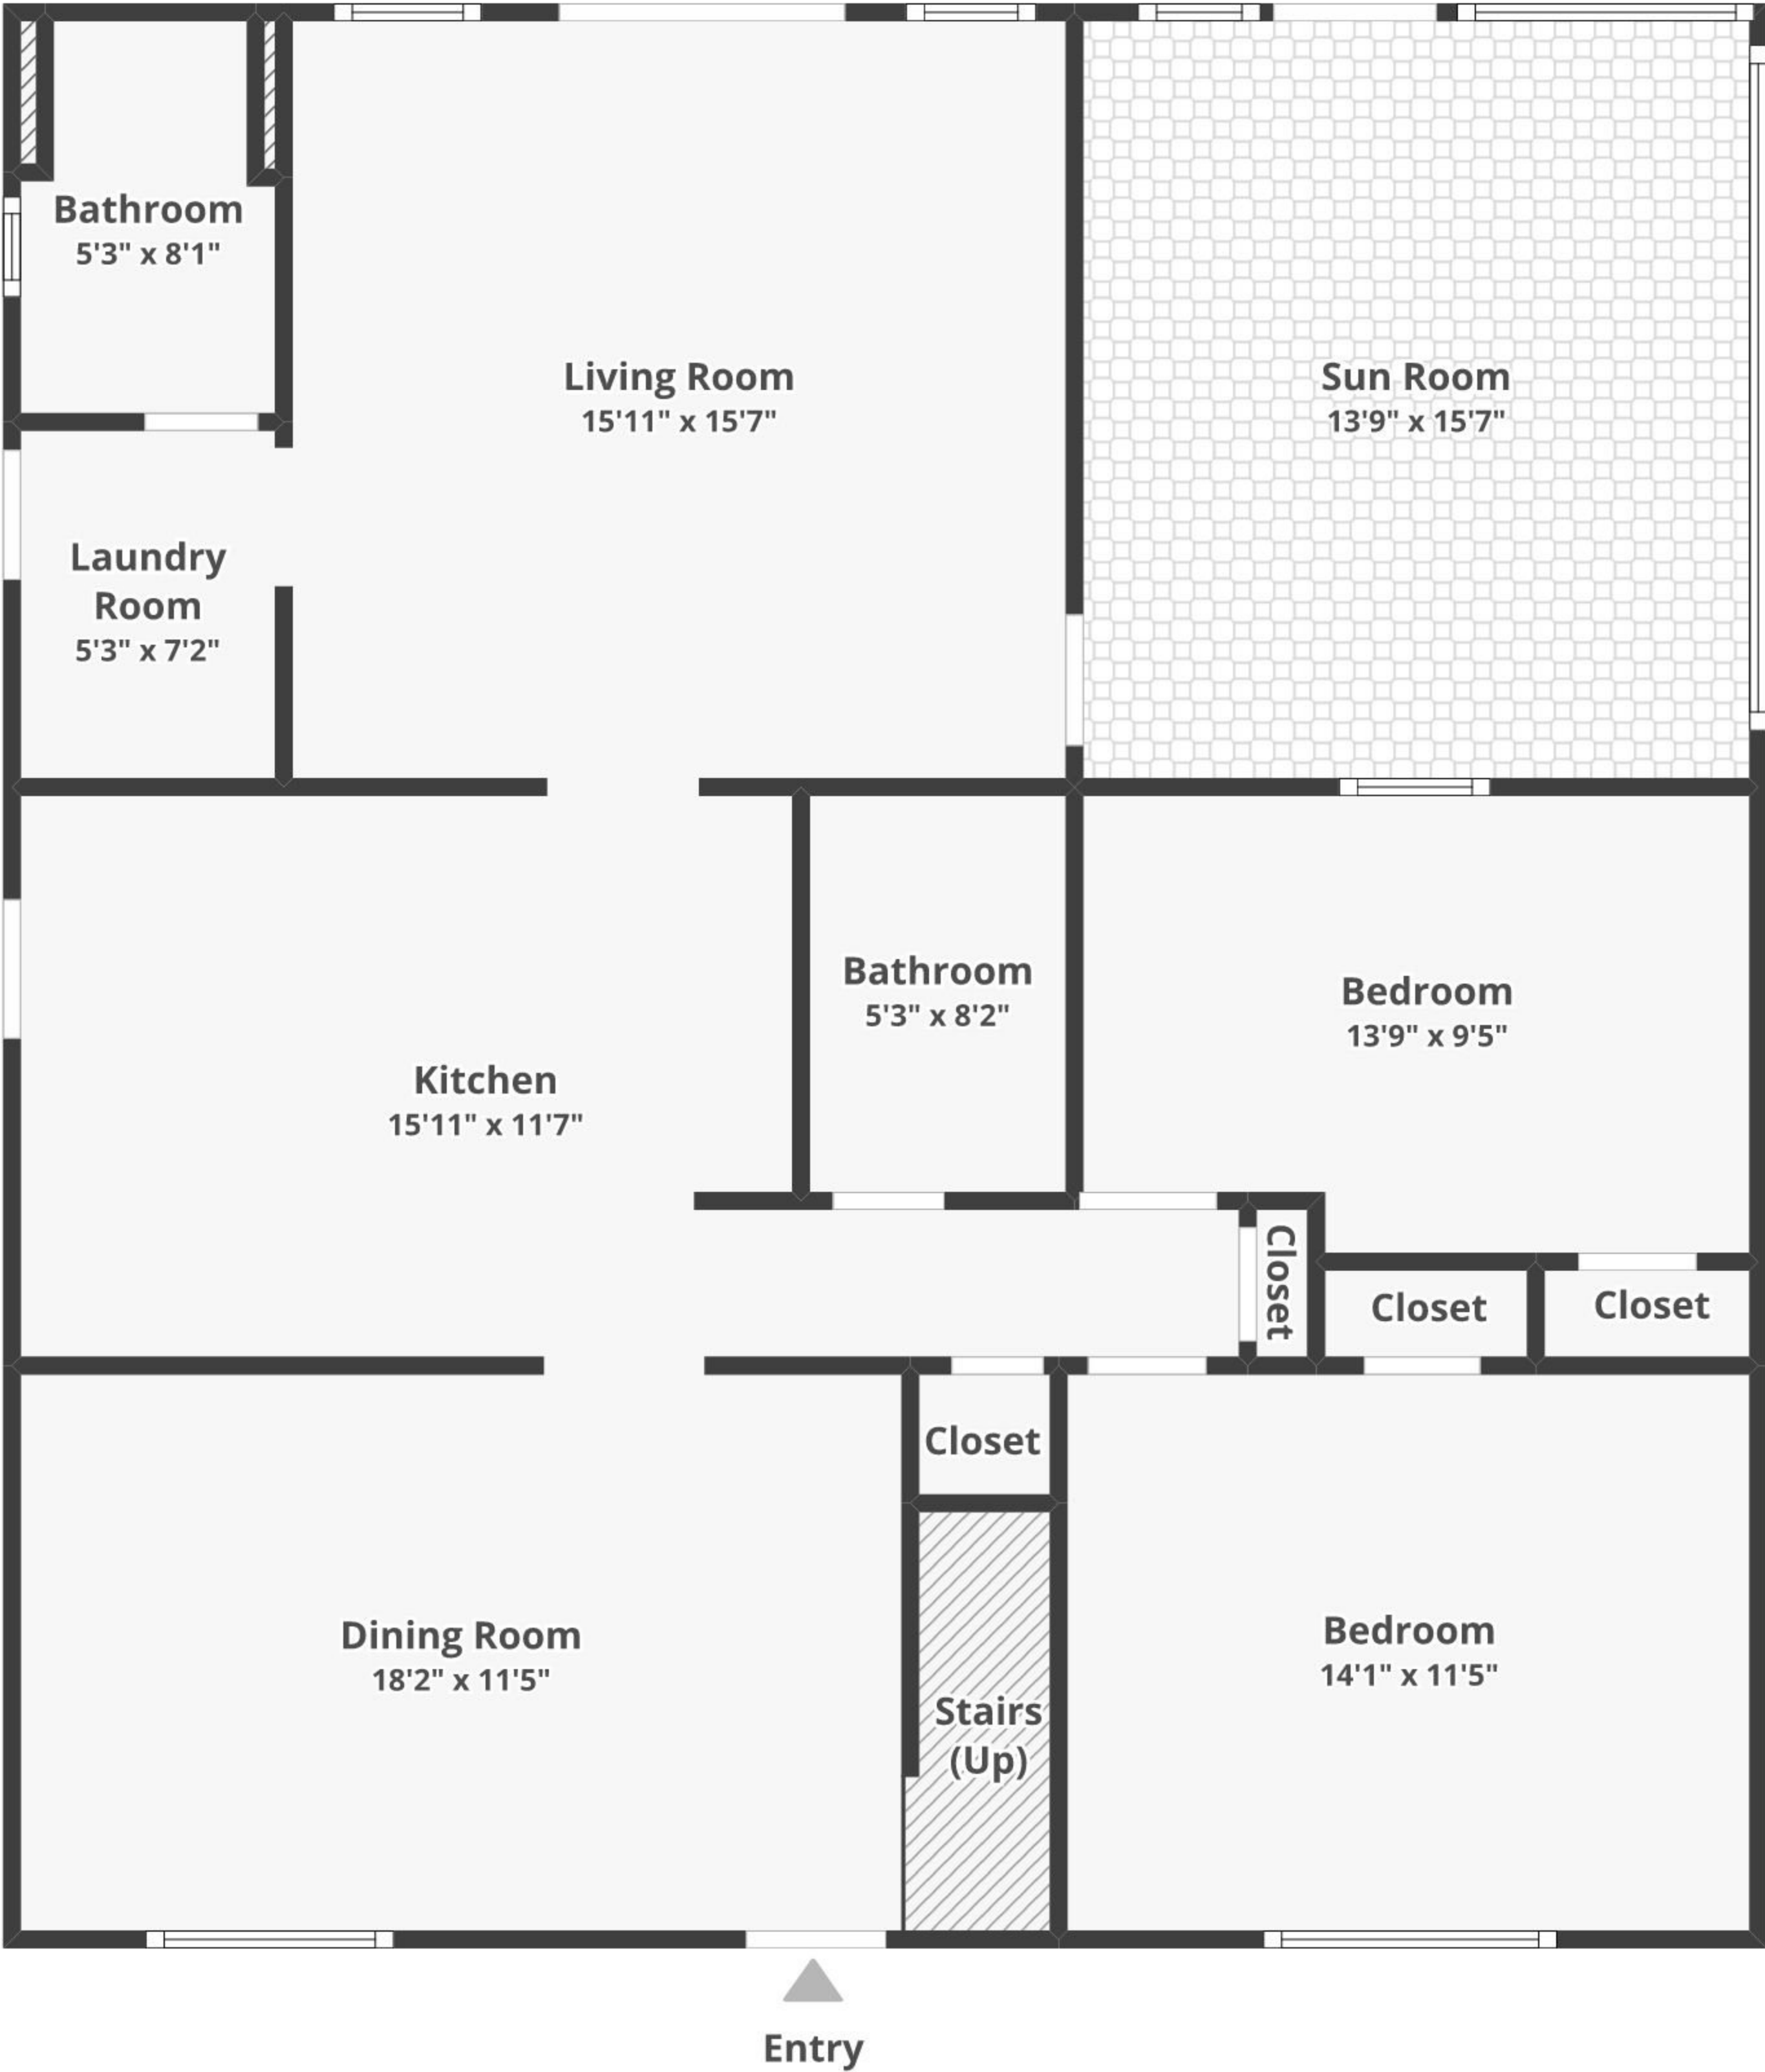 Bathroom
5'3" x 8'1"
Living Room
15'11" x 15'7"
Sun Room
13'9" x 15'7"
Laundry
Room
5'3" x 7'2"
Bathroom
5'3" x 8'2"
Bedroom
13'9" x 9'5"
Kitchen
15'11" x 11'7"
Closet
Closet
Closet
Closet
Dining Room
18'2" x 11'5"
Bedroom
14'1" x 11'5"
Stairs
(Up)
Entry